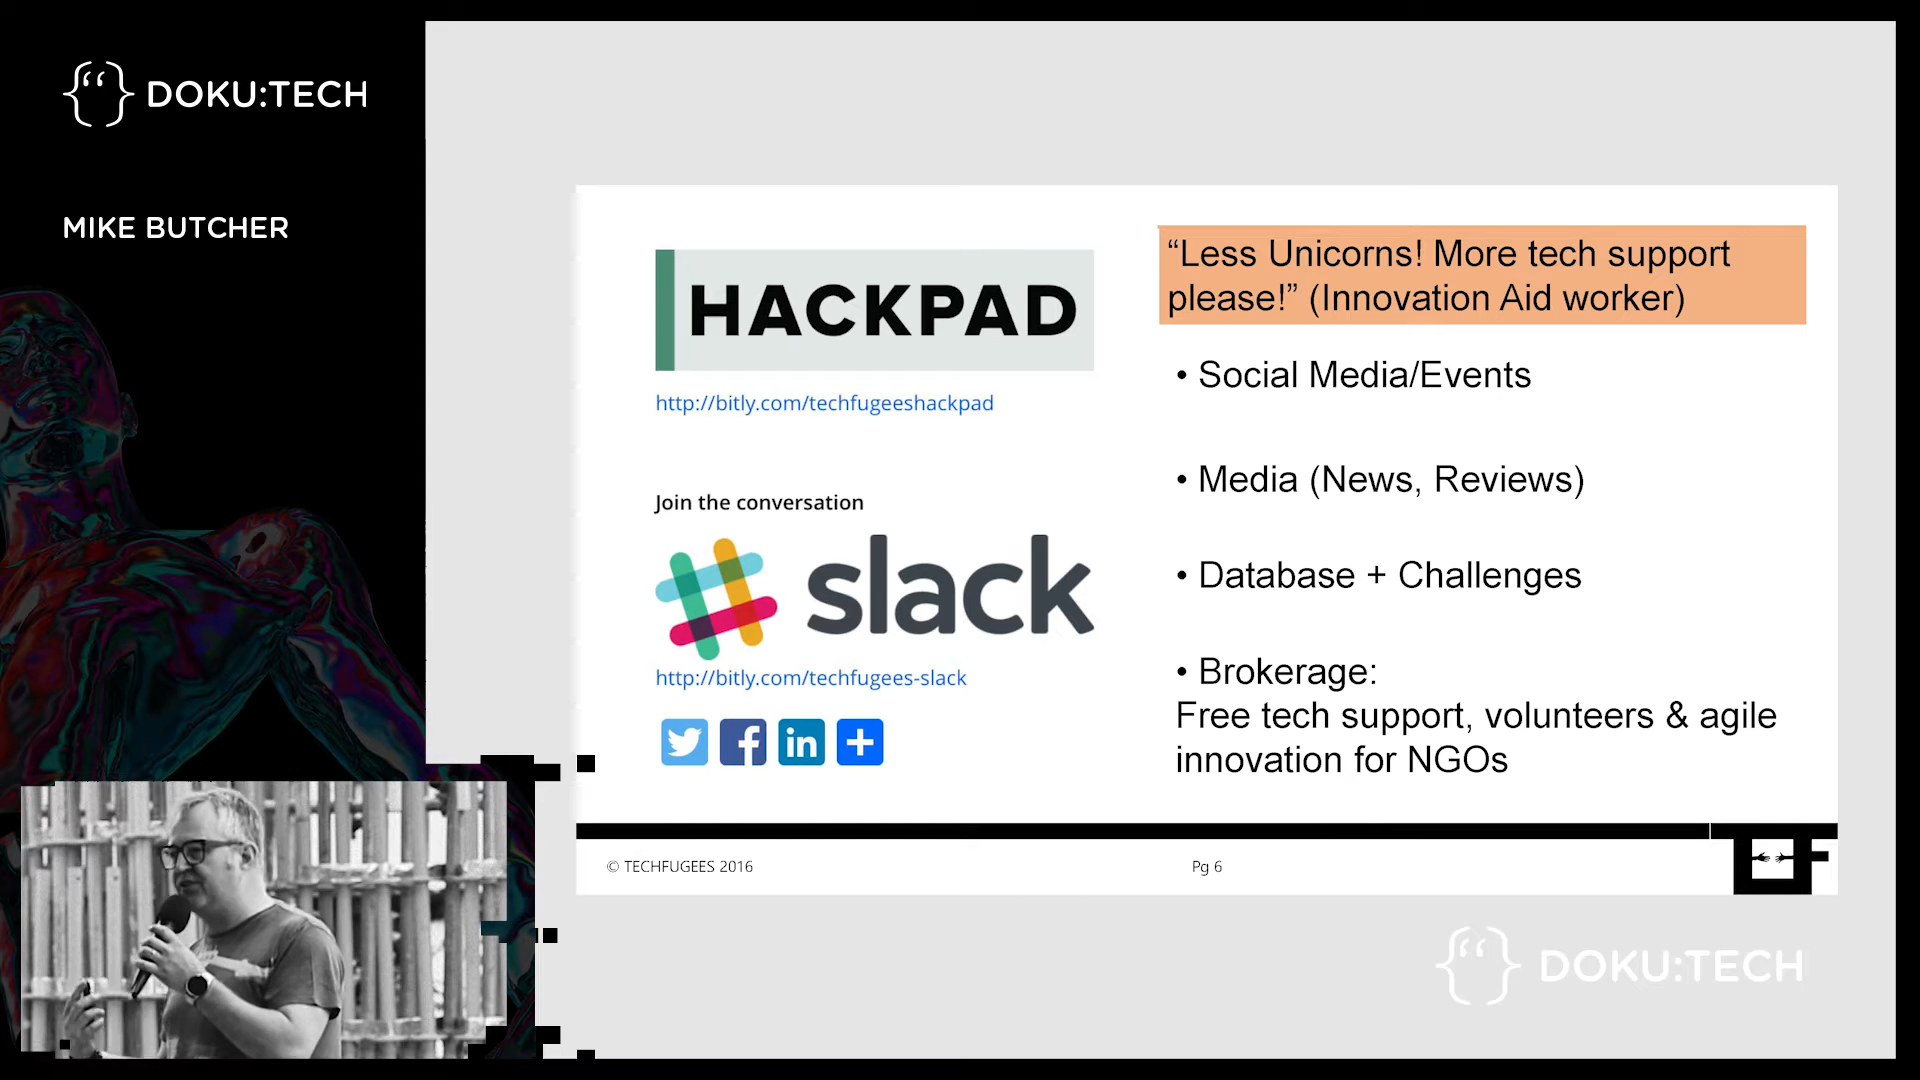 DOKU:TECH
MIKE BUTCHER
HACKPAD
http://bitly.com/techfugeeshackpad
Join the conversation
slack
http://bitly.com/techfugees-slack
“Less Unicorns! More tech support
please!” (Innovation Aid worker)
• Social Media/Events
• Media (News, Reviews)
• Database + Challenges
• Brokerage:
Free tech support, volunteers & agile
innovation for NGOs
© TECHFUGEES 2016
Pg 6
DOKU:TECH